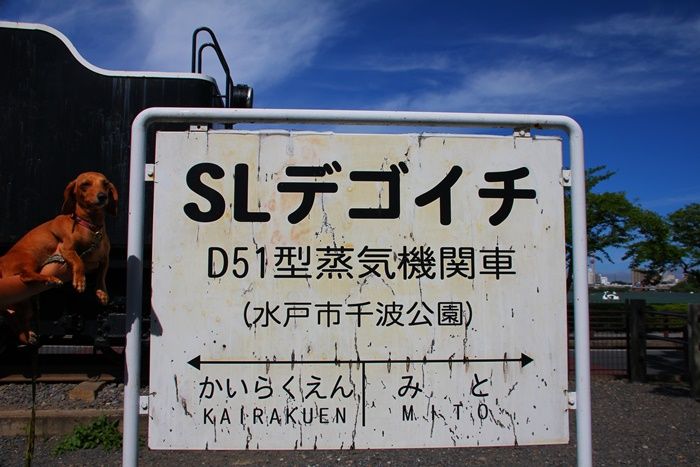 SLデゴイチ
D51型蒸気機関車
(水戸市千波公園)
かいらくえん みと
KAIRAKUEN MITO